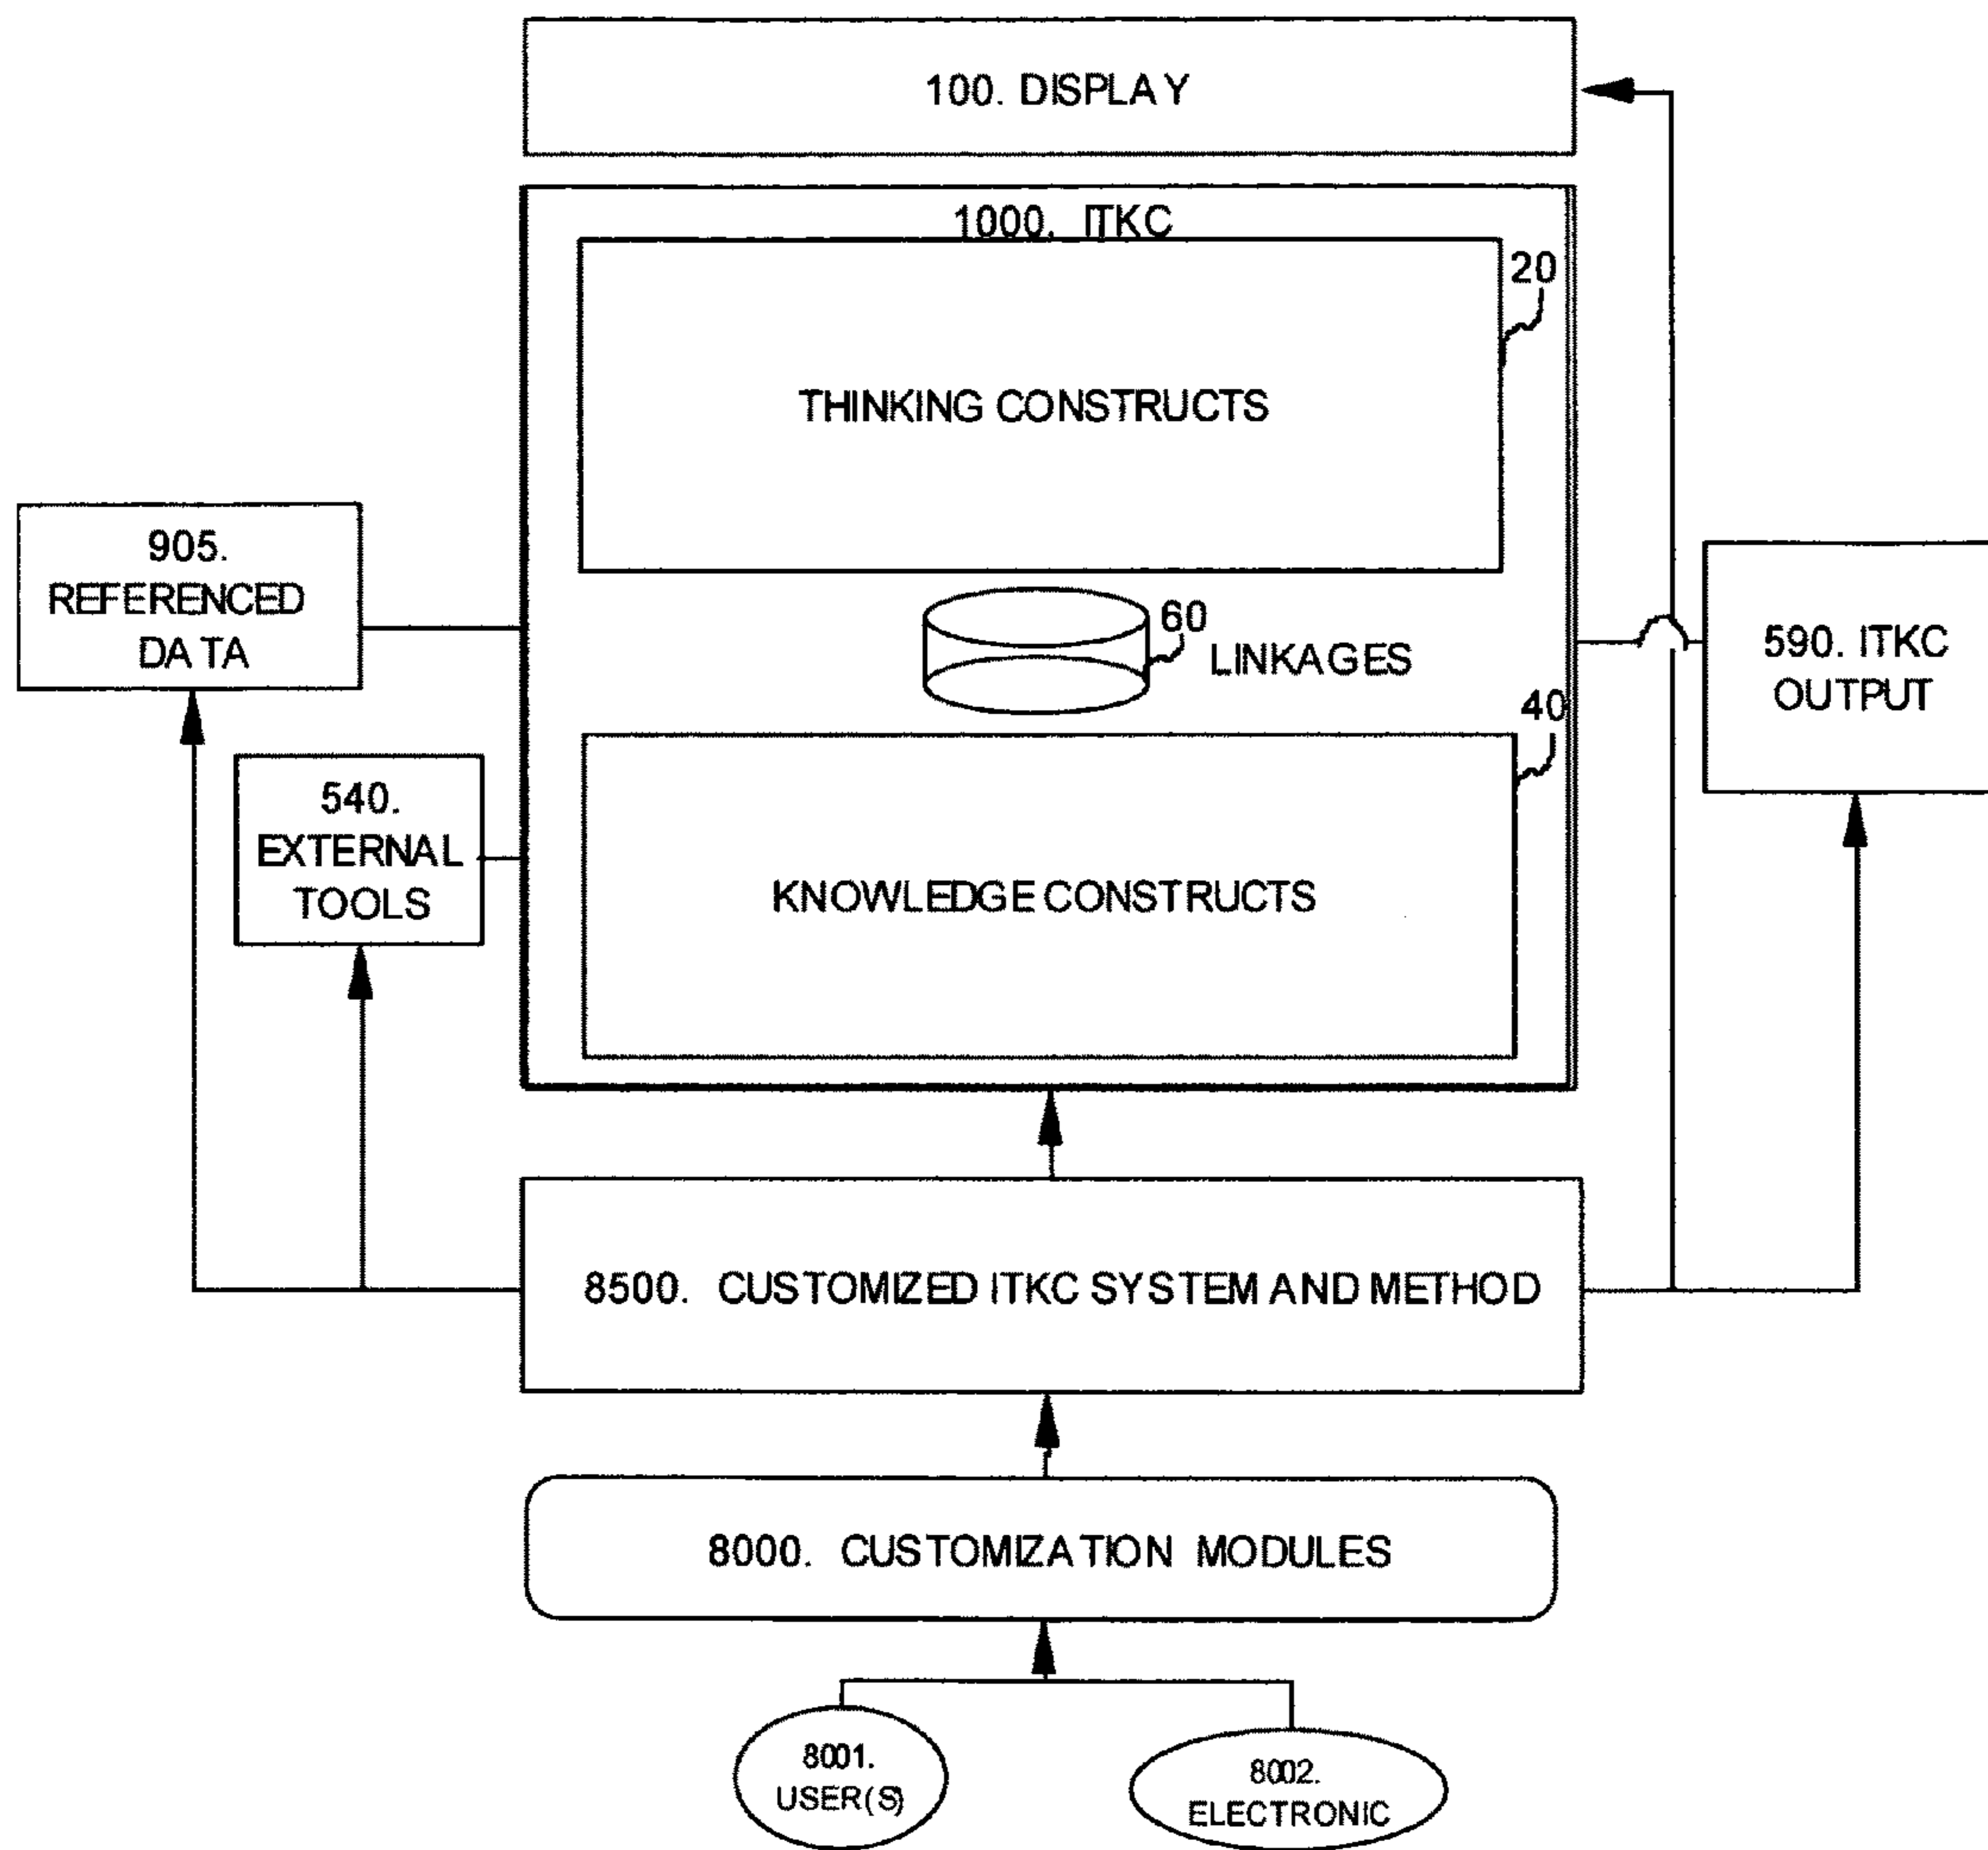 100. DISPLAY
1000. ITKC
20
THINKING CONSTRUCTS
905.
REFERENCED
DATA
60
LINKAGES
590. ITKC
OUTPUT
40
540.
EXTERNAL
TOOLS
KNOWLEDGE CONSTRUCTS
8500. CUSTOMIZED ITKC SYSTEM AND METHOD
8000. CUSTOMIZATION MODULES
8001.
USER(S)
8002.
ELECTRONIC